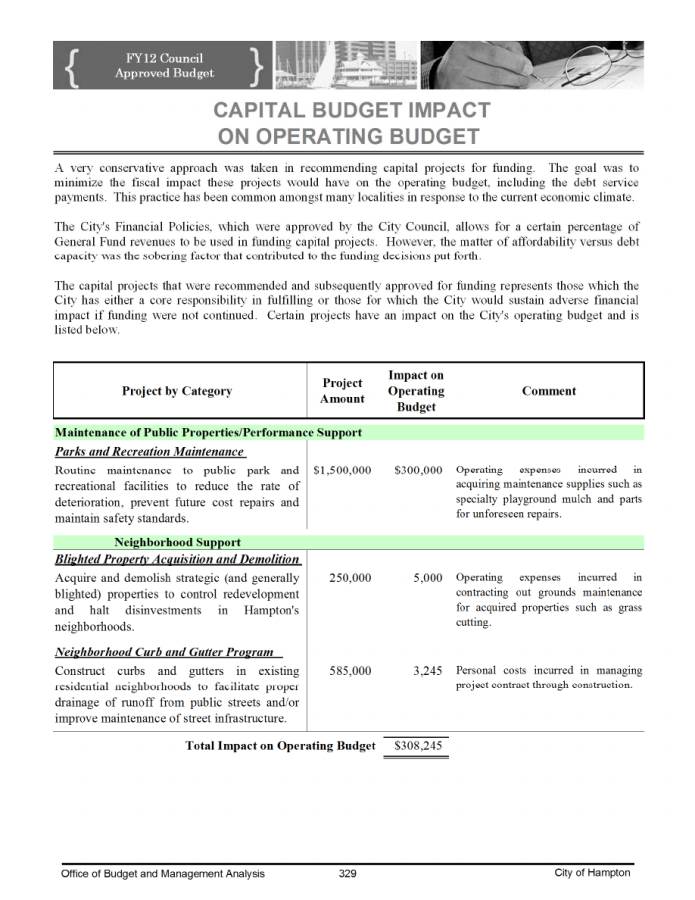 FY12 Council
Approved Budget
CAPITAL BUDGET IMPACT
ON OPERATING BUDGET
A very conservative approach was taken in recommending capital projects for funding. The goal was to
minimize the fiscal impact these projects would have on the operating budget, including the debt service
payments. This practice has been common amongst many localities in response to the current economic climate.
The City's Financial Policies, which were approved by the City Council, allows for a certain percentage of
General Fund revenues to be used in funding capital projects. However, the matter of affordability versus debt
capacity was the sobering factor that contributed to the funding decisions put forth.
The capital projects that were recommended and subsequently approved for funding represents those which the
City has either a core responsibility in fulfilling or those for which the City would sustain adverse financial
impact if funding were not continued. Certain projects have an impact on the City's operating budget and is
listed below.
Project by Category
Project
Amount
Impact on
Operating
Budget
Comment
Maintenance of Public Properties/Performance Support
Parks and Recreation Maintenance
Routine maintenance to public park and
recreational facilities to reduce the rate of
deterioration, prevent future cost repairs and
maintain safety standards.
$1,500,000
$300,000
Operating expenses incurred in
acquiring maintenance supplies such as
specialty playground mulch and parts
for unforeseen repairs.
Neighborhood Support
Blighted Property Acquisition and Demolition
Acquire and demolish strategic (and generally
blighted) properties to control redevelopment
and halt disinvestments in Hampton's
neighborhoods.
250,000
5,000
Operating expenses incurred in
contracting out grounds maintenance
for acquired properties such as grass
cutting.
Neighborhood Curb and Gutter Program
Construct curbs and gutters in existing
residential neighborhoods to facilitate proper
drainage of runoff from public streets and/or
improve maintenance of street infrastructure.
585,000
3,245
Personal costs incurred in managing
project contract through construction.
Total Impact on Operating Budget
$308,245
Office of Budget and Management Analysis
329
City of Hampton